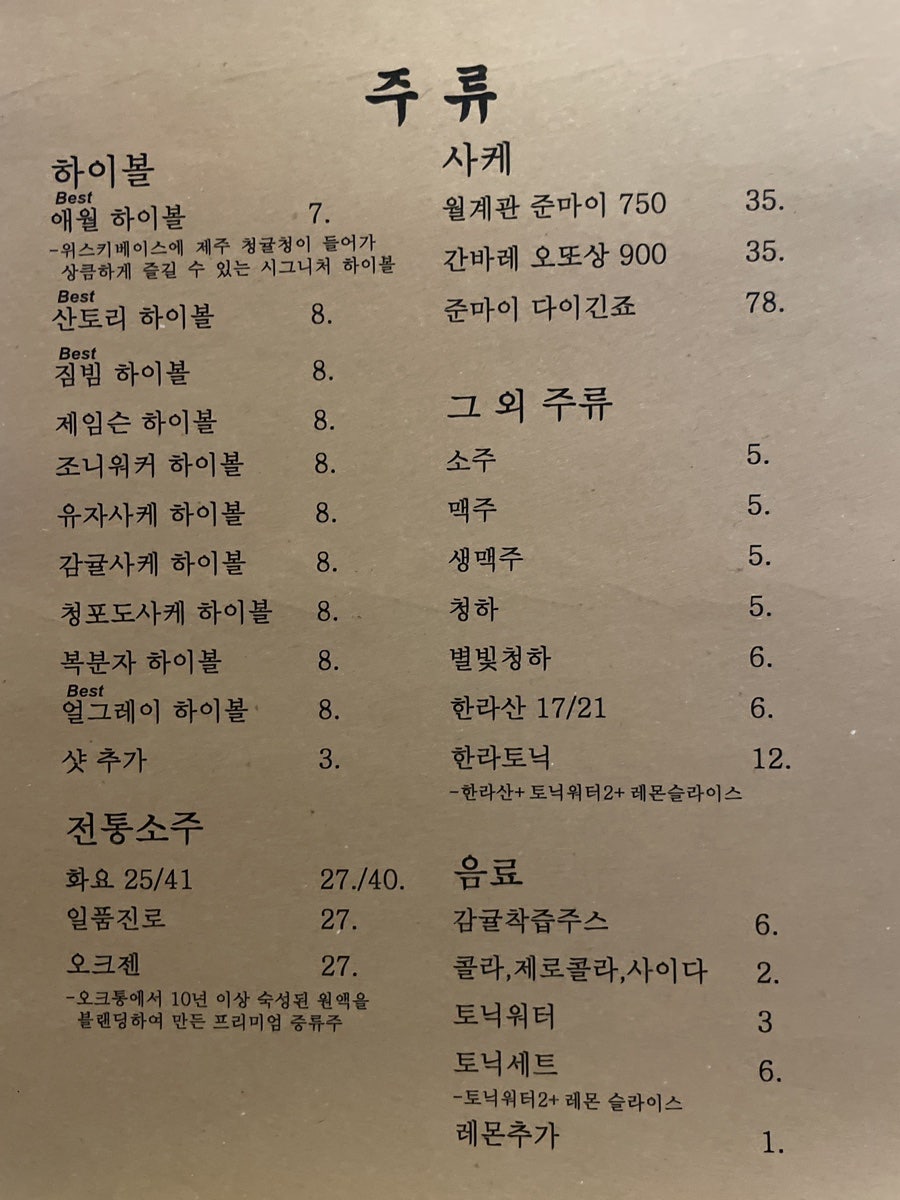 주 류
하이볼
Best
애월 하이볼 7.
-위스키베이스에 제주 청귤청이 들어가
상큼하게 즐길 수 있는 시그니처 하이볼
Best
산토리 하이볼 8.
Best
짐빔 하이볼 8.
제임슨 하이볼 8.
조니워커 하이볼 8.
유자사케 하이볼 8.
감귤사케 하이볼 8.
청포도사케 하이볼 8.
복분자 하이볼 8.
Best
얼그레이 하이볼 8.
샷 추가 3.
전통소주
화요 25/41 27./40.
일품진로 27.
오크젠 27.
-오크통에서 10년 이상 숙성된 원액을
블랜딩하여 만든 프리미엄 증류주
사케
월계관 준마이 750 35.
간바레 오또상 900 35.
준마이 다이긴죠 78.
그 외 주류
소주 5.
맥주 5.
생맥주 5.
청하 5.
별빛청하 6.
한라산 17/21 6.
한라토닉 12.
-한라산+ 토닉워터2+ 레몬슬라이스
음료
감귤착즙주스 6.
콜라,제로콜라,사이다 2.
토닉워터 3
토닉세트 6.
-토닉워터2+ 레몬 슬라이스
레몬추가 1.